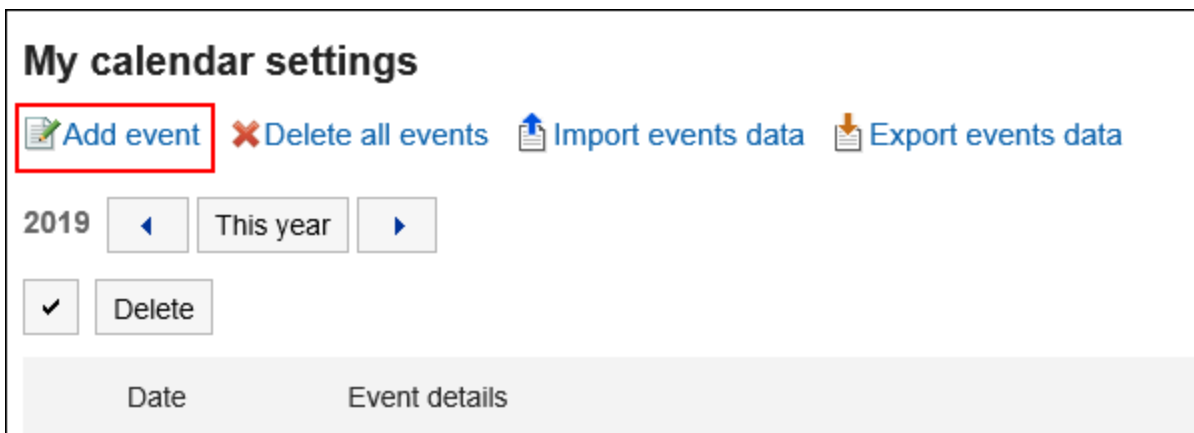 My calendar settings
Add event Delete all events Import events data Export events data
2019 This year
Delete
Date Event details